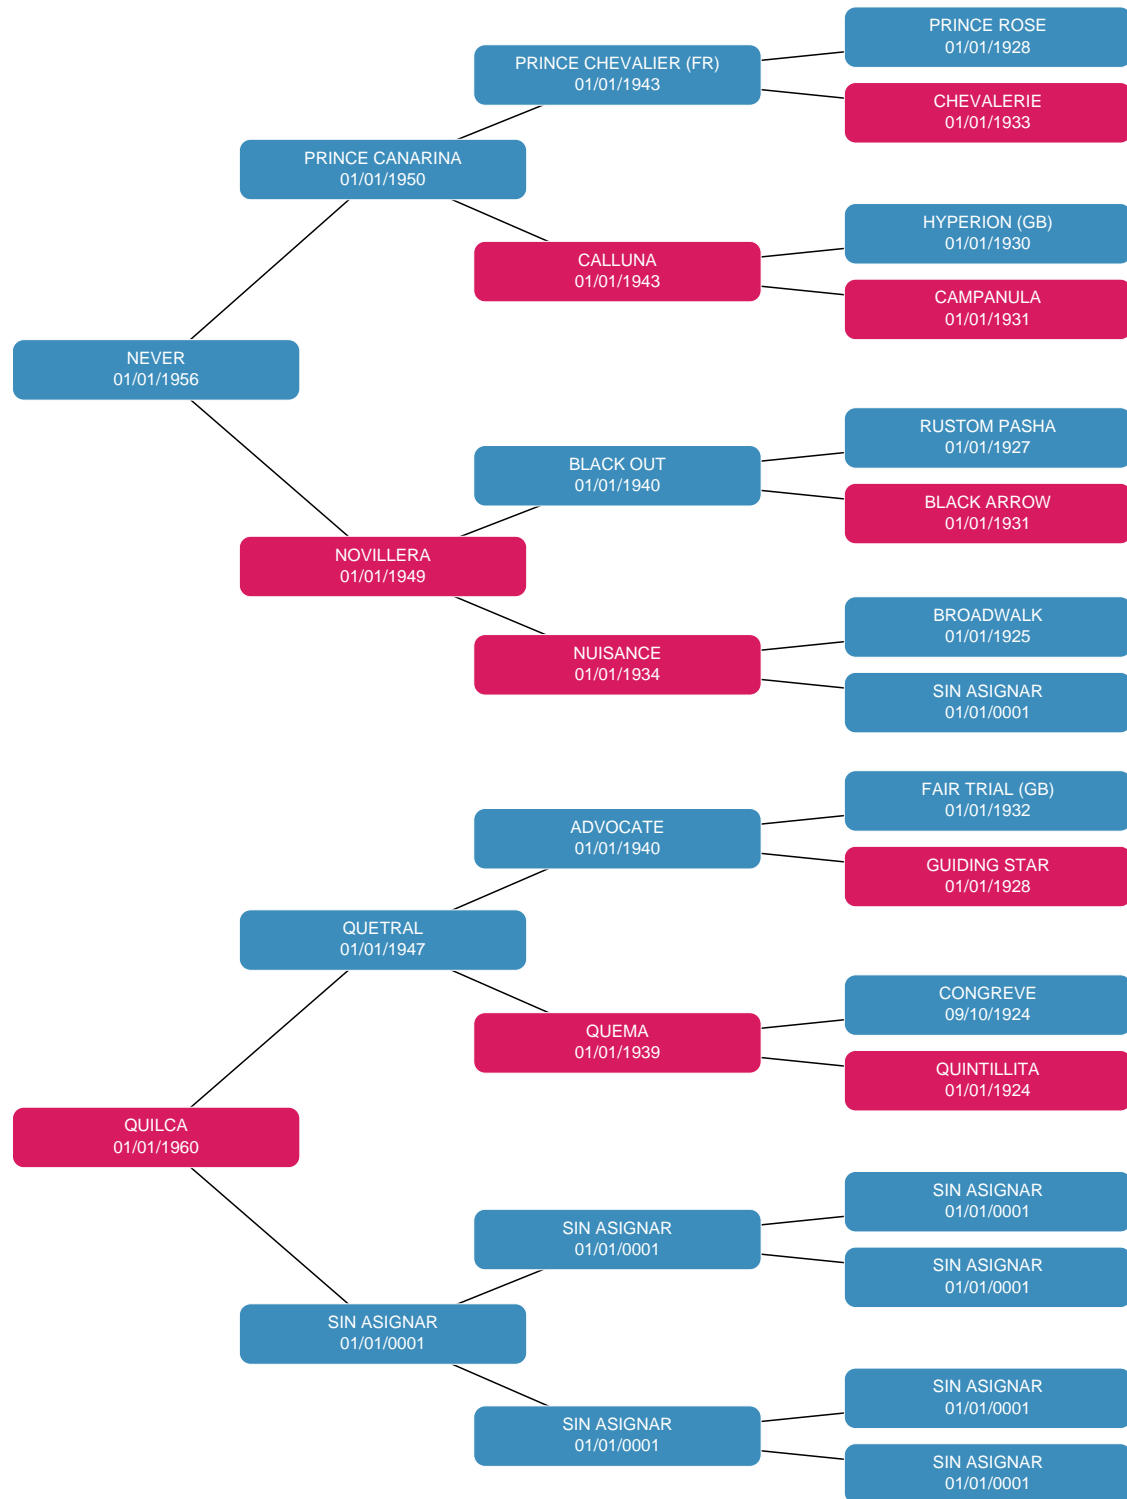 PRINCE ROSE
01/01/1928
PRINCE CHEVALIER (FR)
01/01/1943
CHEVALERIE
01/01/1933
PRINCE CANARINA
01/01/1950
HYPERION (GB)
01/01/1930
CALLUNA
01/01/1943
CAMPANULA
01/01/1931
NEVER
01/01/1956
RUSTOM PASHA
01/01/1927
BLACK OUT
01/01/1940
BLACK ARROW
01/01/1931
NOVILLERA
01/01/1949
BROADWALK
01/01/1925
NUISANCE
01/01/1934
SIN ASIGNAR
01/01/0001
FAIR TRIAL (GB)
01/01/1932
ADVOCATE
01/01/1940
GUIDING STAR
01/01/1928
QUETRAL
01/01/1947
CONGREVE
09/10/1924
QUEMA
01/01/1939
QUINTILLITA
01/01/1924
QUILCA
01/01/1960
SIN ASIGNAR
01/01/0001
SIN ASIGNAR
01/01/0001
SIN ASIGNAR
01/01/0001
SIN ASIGNAR
01/01/0001
SIN ASIGNAR
01/01/0001
SIN ASIGNAR
01/01/0001
SIN ASIGNAR
01/01/0001